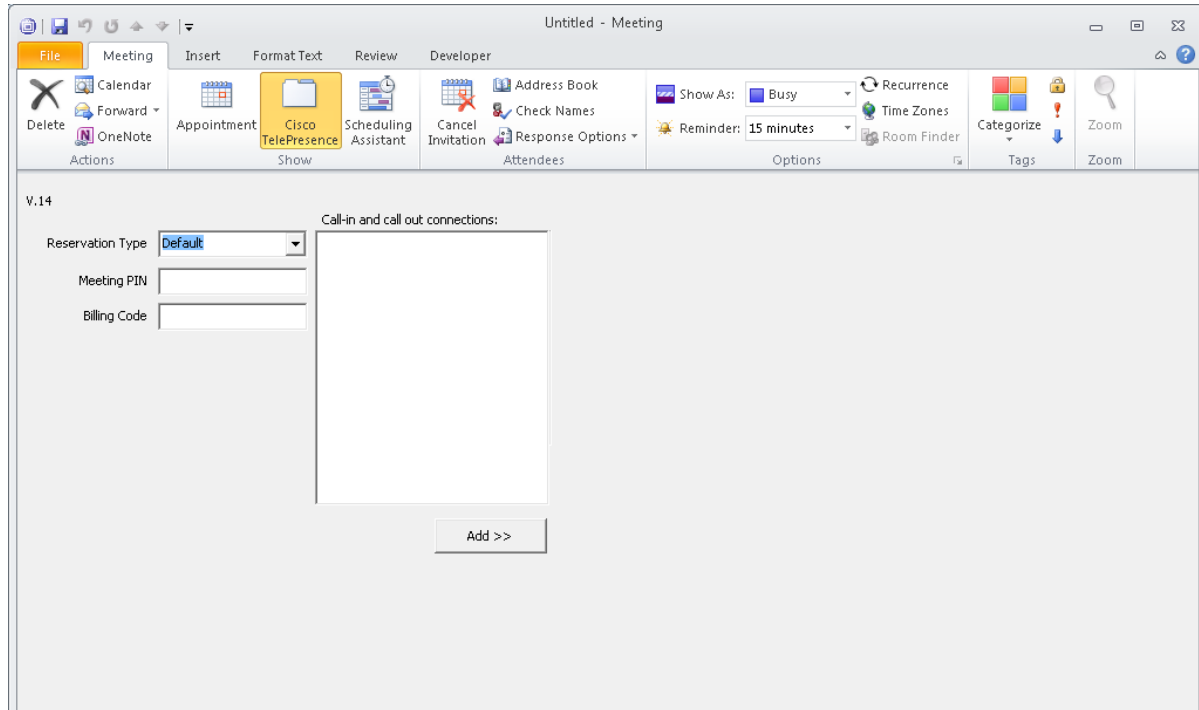 Untitled - Meeting
File Meeting Insert Format Text Review Developer
Delete
Calendar
Forward
OneNote
Actions
Appointment
Cisco TelePresence
Scheduling Assistant
Show
Cancel Invitation
Address Book
Check Names
Response Options
Attendees
Show As: Busy
Reminder: 15 minutes
Recurrence
Time Zones
Room Finder
Options
Categorize
Tags
Zoom
Zoom
V.14
Call-in and call out connections:
Reservation Type Default
Meeting PIN
Billing Code
Add >>